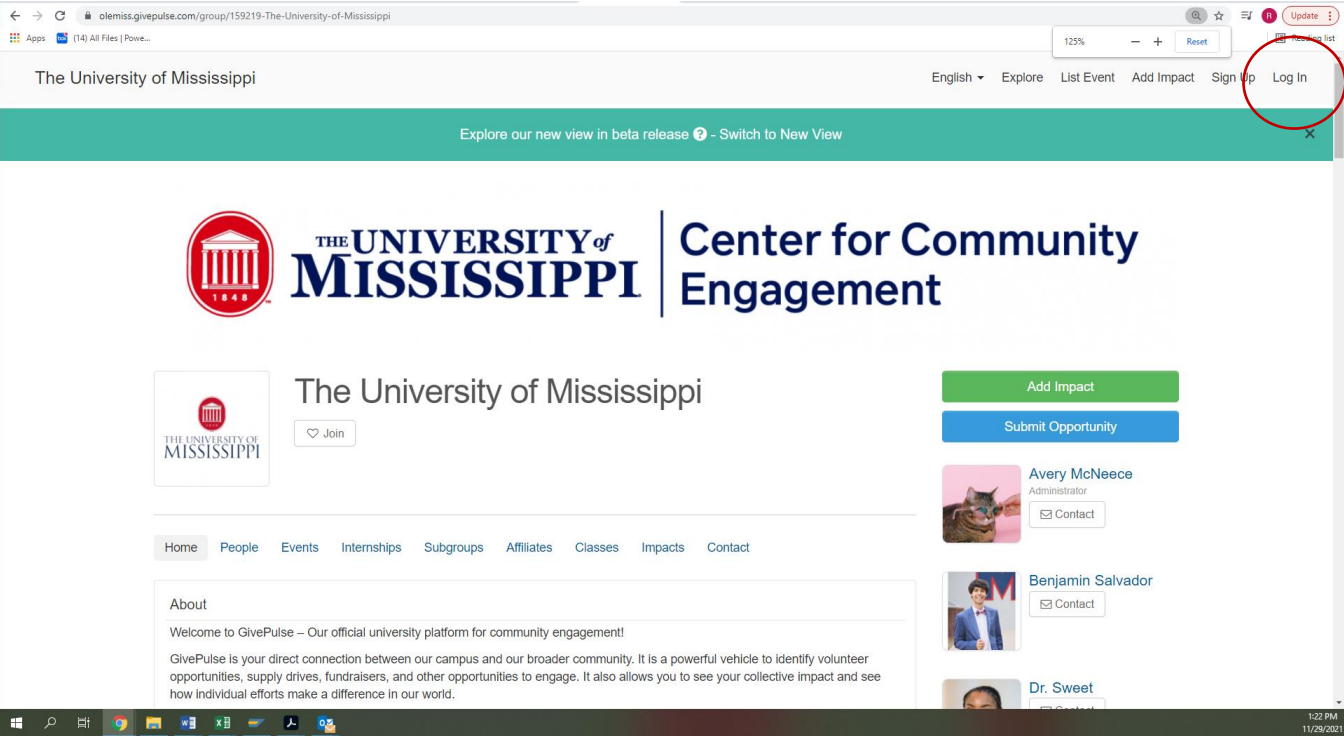 olemiss.givepulse.com/group/159219-The-University-of-Mississippi
R Update
Apps box (14) All Files | Powe...
125% − + Reset
Reading list
The University of Mississippi
English Explore List Event Add Impact Sign Up Log In
Explore our new view in beta release ? - Switch to New View ×
1848
THE UNIVERSITY of MISSISSIPPI
Center for Community Engagement
THE UNIVERSITY OF
MISSISSIPPI
The University of Mississippi
Join
Add Impact
Submit Opportunity
Avery McNeece
Administrator
Contact
Home People Events Internships Subgroups Affiliates Classes Impacts Contact
Benjamin Salvador
Contact
About
Welcome to GivePulse – Our official university platform for community engagement!
GivePulse is your direct connection between our campus and our broader community. It is a powerful vehicle to identify volunteer
opportunities, supply drives, fundraisers, and other opportunities to engage. It also allows you to see your collective impact and see
how individual efforts make a difference in our world.
Dr. Sweet
Contact
1:22 PM
11/29/2021